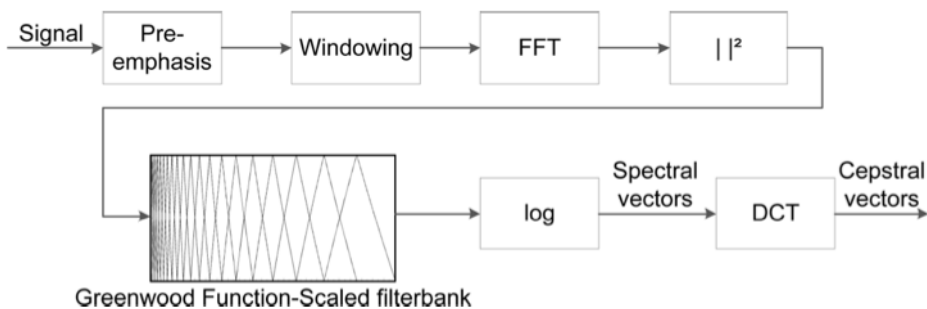 Signal
Pre-
emphasis
Windowing
FFT
| |²
Greenwood Function-Scaled filterbank
log
Spectral
vectors
DCT
Cepstral
vectors